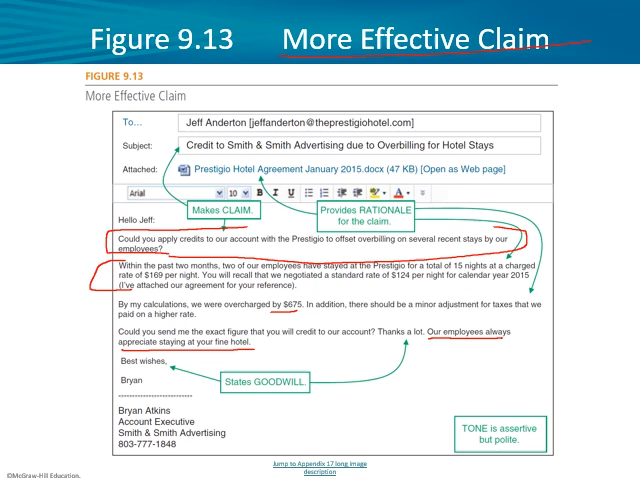 Figure 9.13 More Effective Claim
FIGURE 9.13
More Effective Claim
To... Jeff Anderton [jeffanderton@theprestigiohotel.com]
Subject: Credit to Smith & Smith Advertising due to Overbilling for Hotel Stays
Attached: Prestigio Hotel Agreement January 2015.docx (47 KB) [Open as Web page]
Arial 10 B I U A
Makes CLAIM.
Provides RATIONALE
for the claim.
Hello Jeff:
Could you apply credits to our account with the Prestigio to offset overbilling on several recent stays by our
employees?
Within the past two months, two of our employees have stayed at the Prestigio for a total of 15 nights at a charged
rate of $169 per night. You will recall that we negotiated a standard rate of $124 per night for calendar year 2015
(I've attached our agreement for your reference).
By my calculations, we were overcharged by $675. In addition, there should be a minor adjustment for taxes that we
paid on a higher rate.
Could you send me the exact figure that you will credit to our account? Thanks a lot. Our employees always
appreciate staying at your fine hotel.
Best wishes,
Bryan
States GOODWILL.
---------------------------
Bryan Atkins
Account Executive
Smith & Smith Advertising
803-777-1848
TONE is assertive
but polite.
Jump to Appendix 17 long image
description
©McGraw-Hill Education.